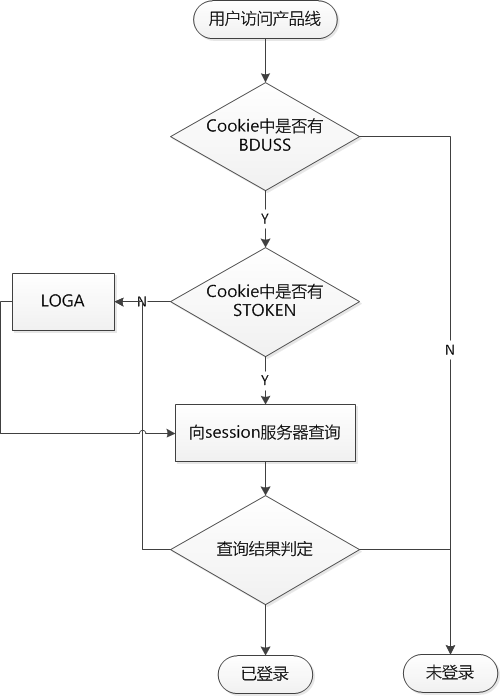 用户访问产品线
Cookie中是否有
BDUSS
Y
Cookie中是否有
STOKEN
N
LOGA
N
Y
向session服务器查询
查询结果判定
已登录
未登录